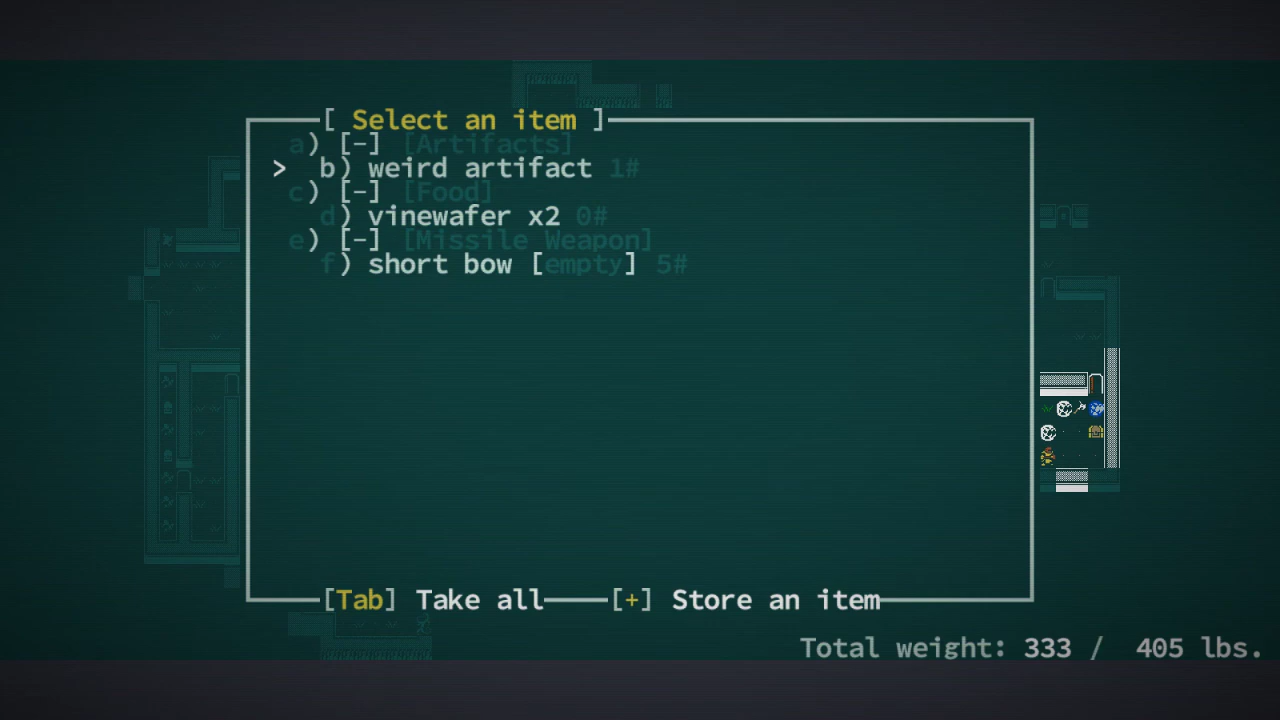 [ Select an item ]
a) [-] [Artifacts]
> b) weird artifact 1#
c) [-] [Food]
d) vinewafer x2 0#
e) [-] [Missile Weapon]
f) short bow [empty] 5#
[Tab] Take all [+] Store an item
Total weight: 333 / 405 lbs.